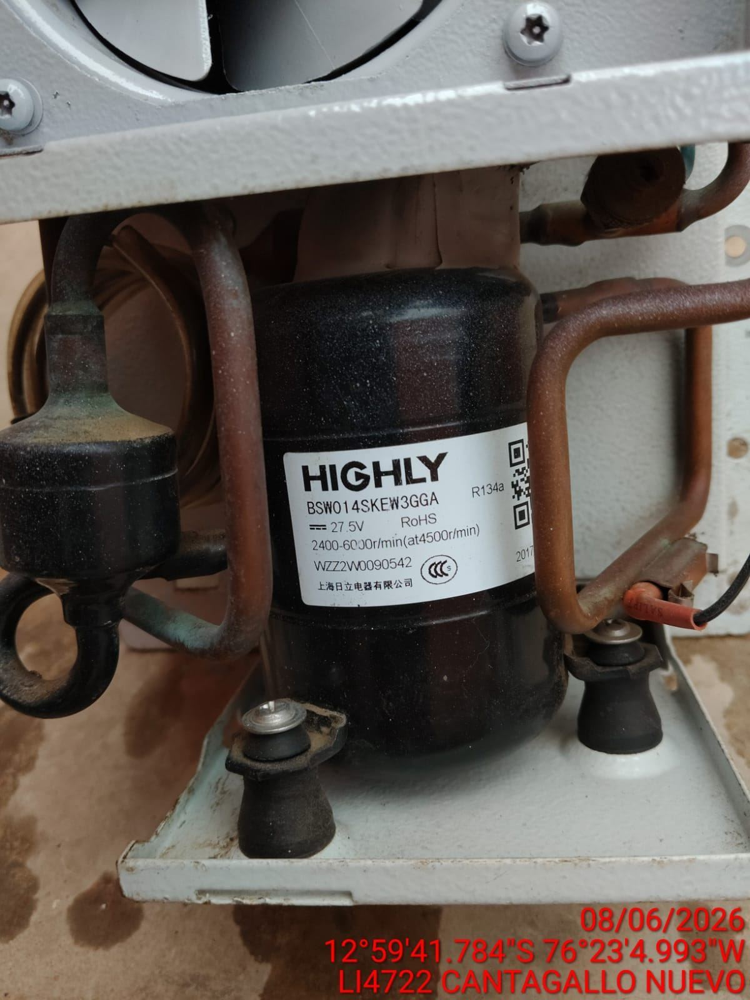 HIGHLY
BSW014SKEW3GGA
R134a
⎓ 27.5V RoHS
2400-6000r/min(at4500r/min)
WZZ2W0090542
CCC S
2017
上海日立电器有限公司
08/06/2026
12°59'41.784"S 76°23'4.993"W
LI4722 CANTAGALLO NUEVO